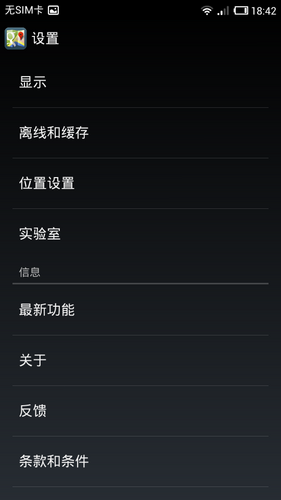 无SIM卡
18:42
设置
显示
离线和缓存
位置设置
实验室
信息
最新功能
关于
反馈
条款和条件